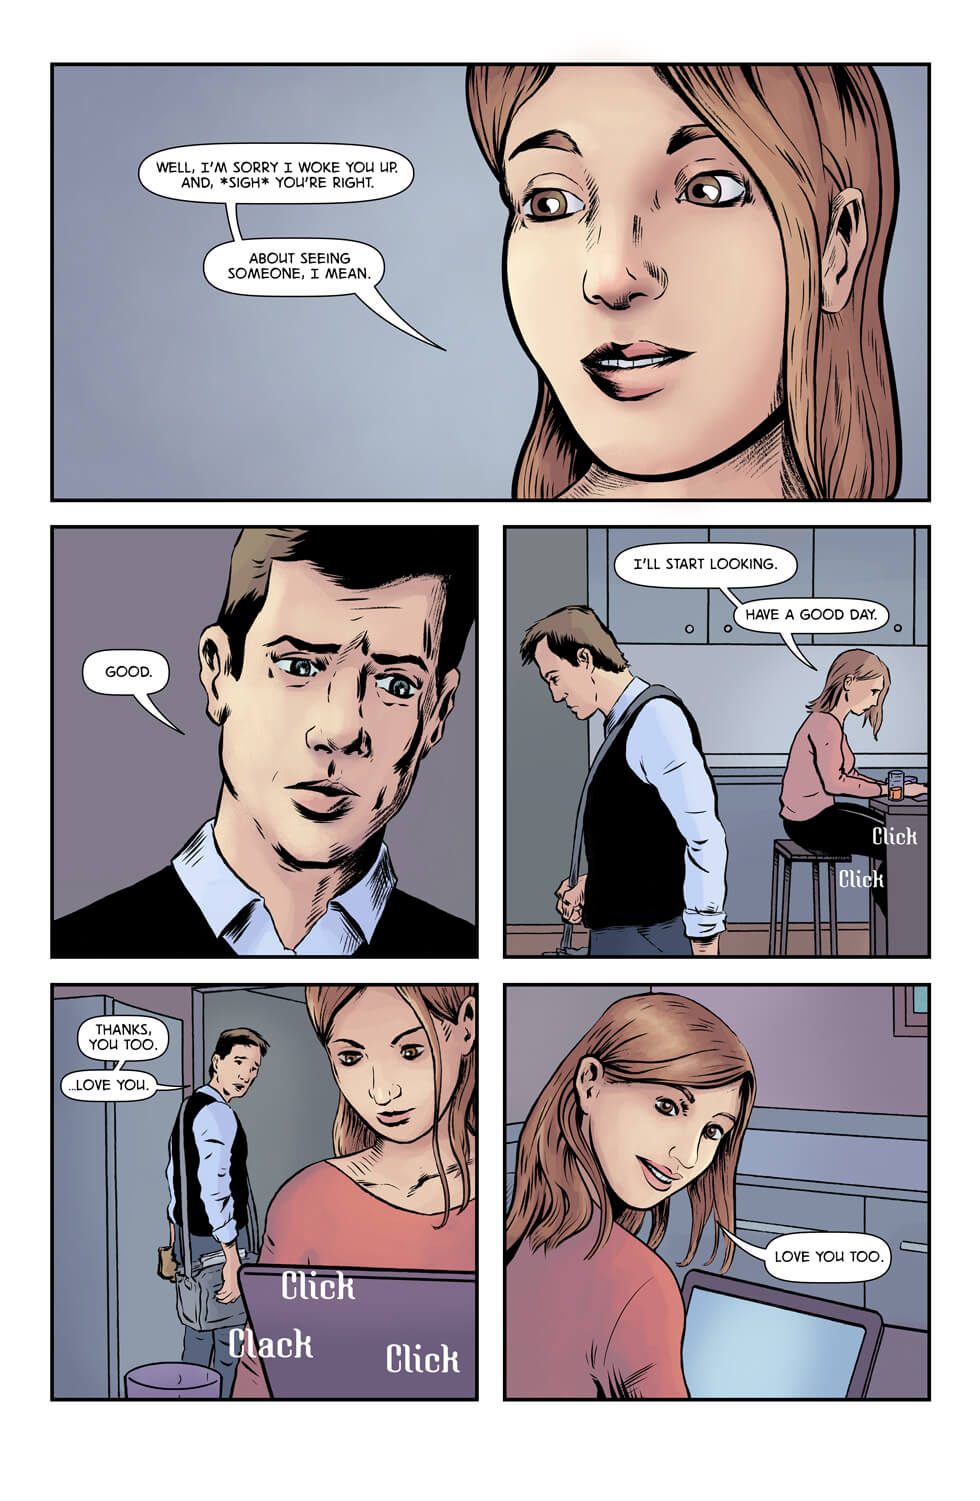 WELL, I'M SORRY I WOKE YOU UP.
AND, *SIGH* YOU'RE RIGHT.
ABOUT SEEING
SOMEONE, I MEAN.
GOOD.
I'LL START LOOKING.
HAVE A GOOD DAY.
Click
Click
THANKS,
YOU TOO.
...LOVE YOU.
Click
Clack
Click
LOVE YOU TOO.